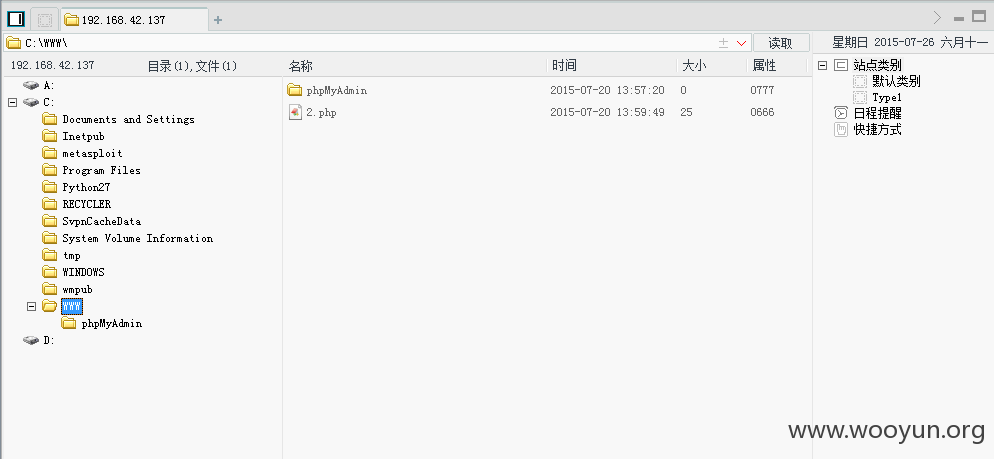 192.168.42.137
C:\WWW\
读取
星期日 2015-07-26 六月十一
192.168.42.137 目录(1),文件(1)
名称 时间 大小 属性
A:
C:
Documents and Settings
Inetpub
metasploit
Program Files
Python27
RECYCLER
SvpnCacheData
System Volume Information
tmp
WINDOWS
wmpub
WWW
phpMyAdmin
D:
phpMyAdmin 2015-07-20 13:57:20 0 0777
2.php 2015-07-20 13:59:49 25 0666
站点类别
默认类别
Type1
日程提醒
快捷方式
www.wooyun.org